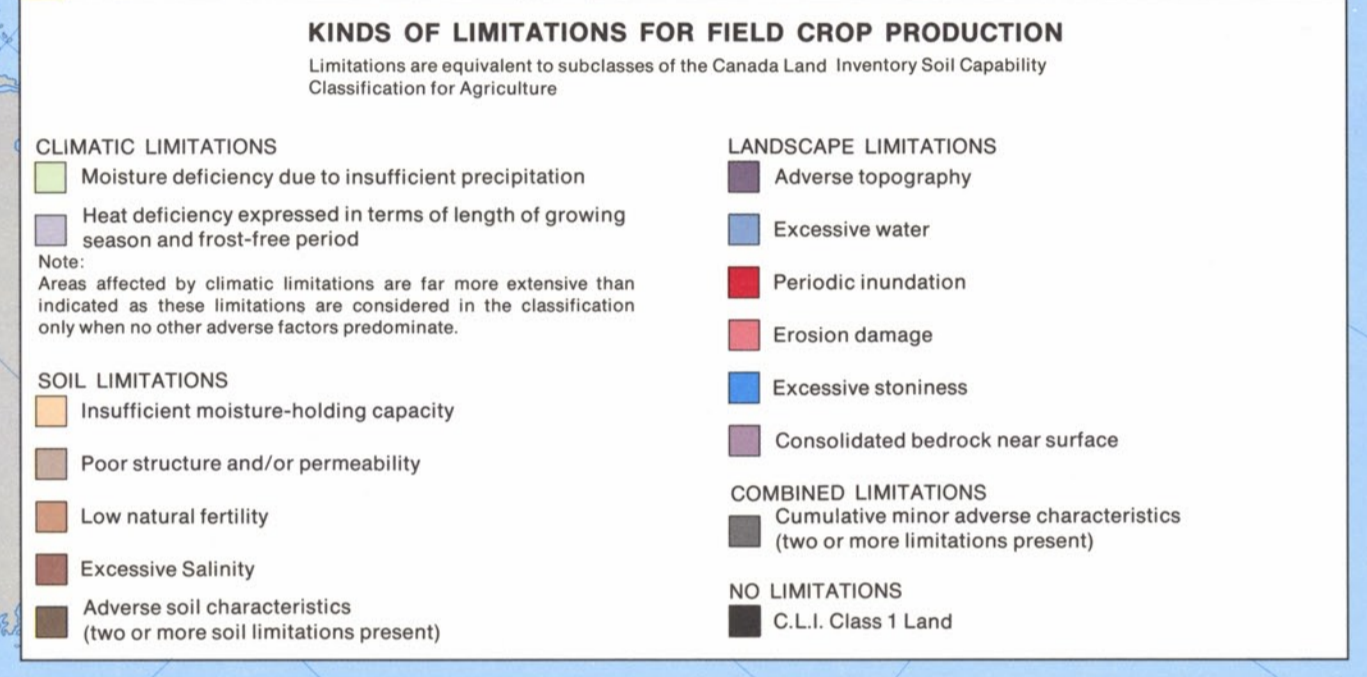 KINDS OF LIMITATIONS FOR FIELD CROP PRODUCTION
Limitations are equivalent to subclasses of the Canada Land Inventory Soil Capability
Classification for Agriculture
CLIMATIC LIMITATIONS
Moisture deficiency due to insufficient precipitation
Heat deficiency expressed in terms of length of growing
season and frost-free period
Note:
Areas affected by climatic limitations are far more extensive than
indicated as these limitations are considered in the classification
only when no other adverse factors predominate.
SOIL LIMITATIONS
Insufficient moisture-holding capacity
Poor structure and/or permeability
Low natural fertility
Excessive Salinity
Adverse soil characteristics
(two or more soil limitations present)
LANDSCAPE LIMITATIONS
Adverse topography
Excessive water
Periodic inundation
Erosion damage
Excessive stoniness
Consolidated bedrock near surface
COMBINED LIMITATIONS
Cumulative minor adverse characteristics
(two or more limitations present)
NO LIMITATIONS
C.L.I. Class 1 Land